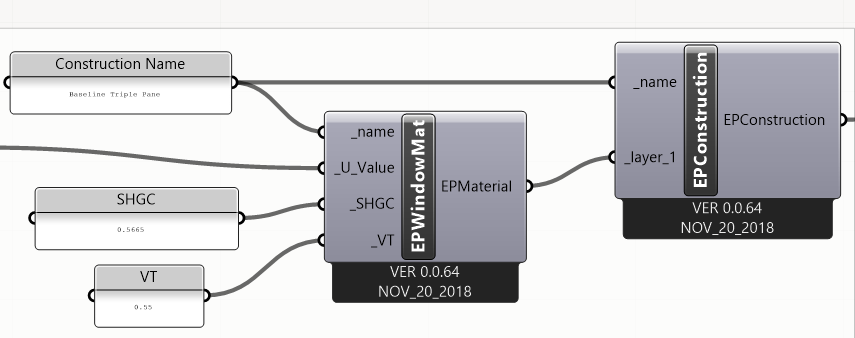 Construction Name
Baseline Triple Pane
SHGC
0.5665
VT
0.55
_name
_U_Value
_SHGC
_VT
EPWindowMat
EPMaterial
VER 0.0.64
NOV_20_2018
_name
_layer_1
EPConstruction
EPConstruction
VER 0.0.64
NOV_20_2018